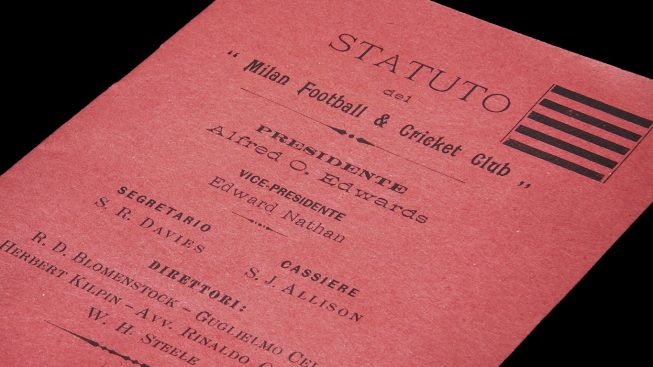 STATUTO
del
“ Milan Football & Cricket Club „
PRESIDENTE
Alfred O. Edwards
VICE-PRESIDENTE
Edward Nathan
SEGRETARIO
S. R. DAVIES
CASSIERE
S. J. ALLISON
DIRETTORI:
R. D. BLOMENSTOCK – GUGLIELMO
HERBERT KILPIN – AVV. RINALDO
W. H. STEELE